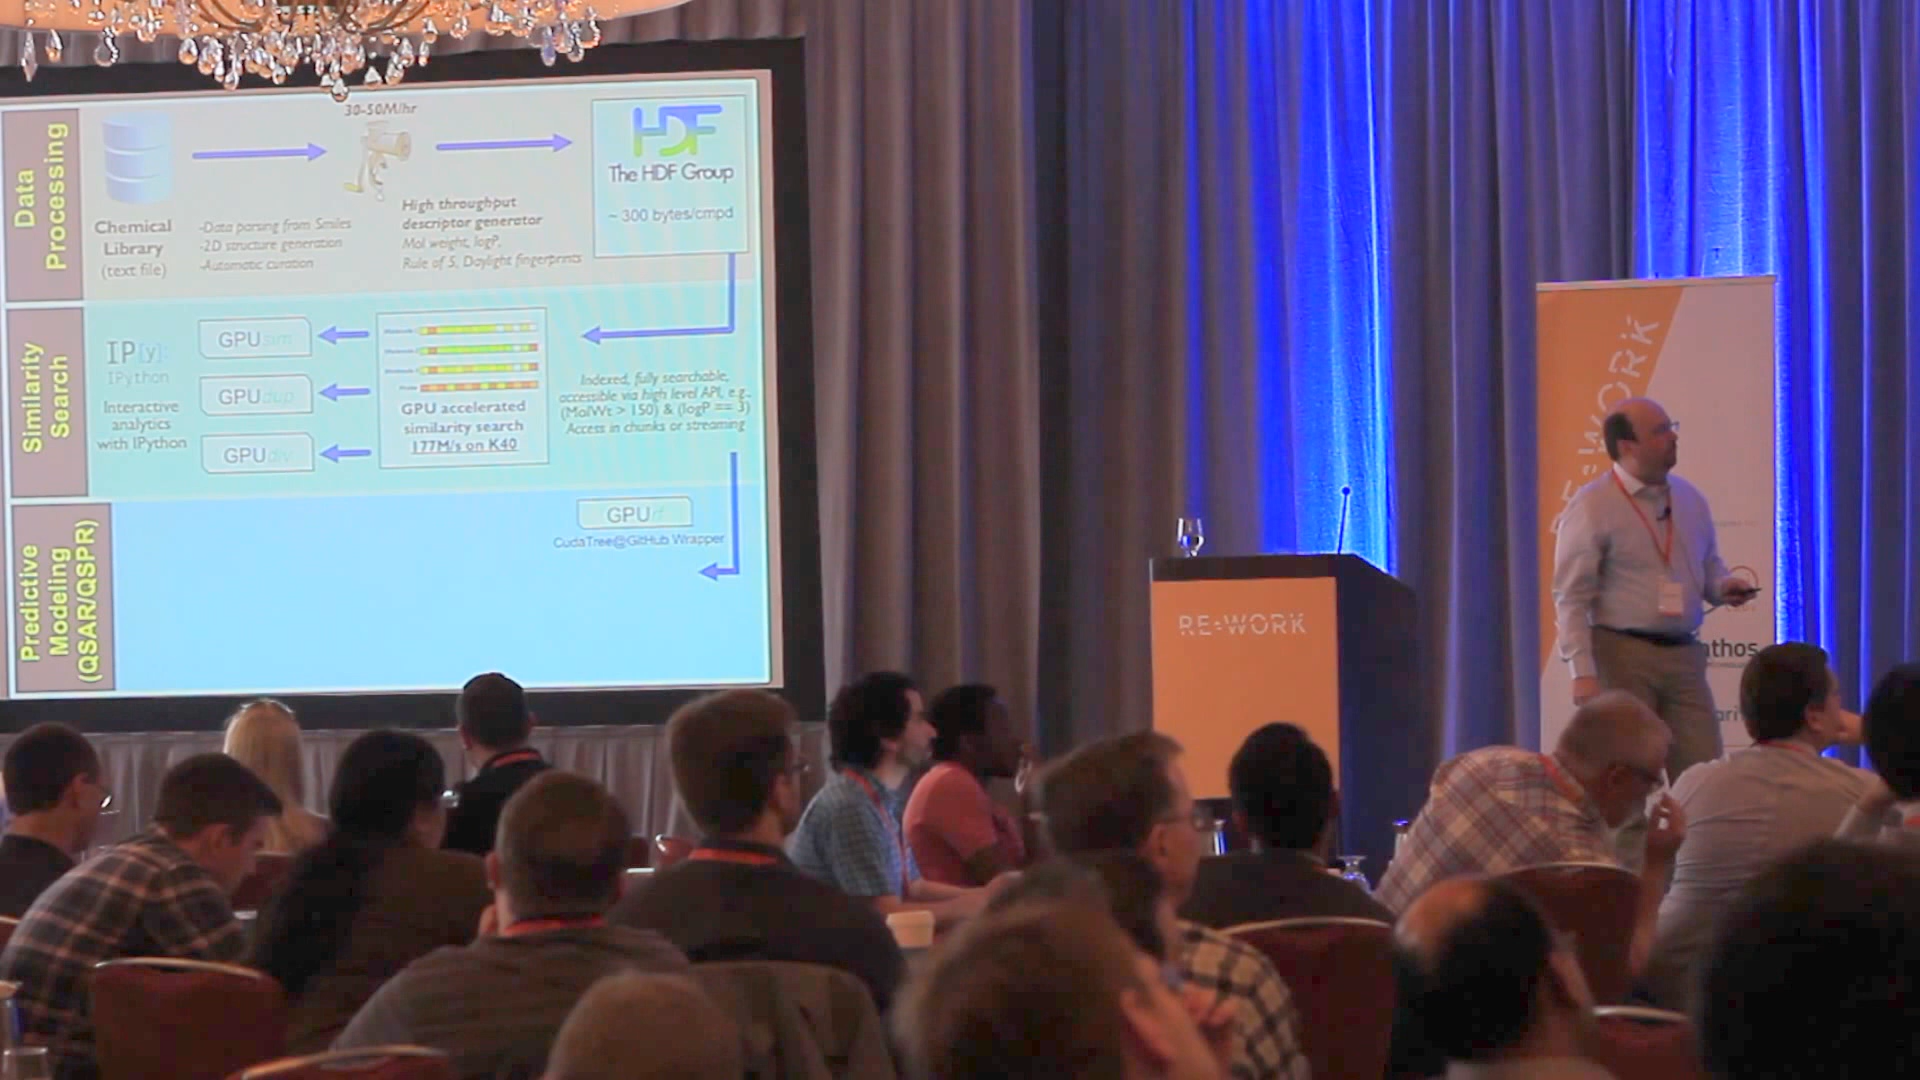 30-50M/hr
Data
Processing
Chemical
Library
(text file)
-Data parsing from Smiles
-2D structure generation
-Automatic curation
High throughput
descriptor generator
Mol weight, logP,
Rule of 5, Daylight fingerprints
HDF
The HDF Group
~ 300 bytes/cmpd
Similarity
Search
IP[y]:
IPython
Interactive
analytics
with IPython
GPUsim
GPUdup
GPUdiv
GPU accelerated
similarity search
177M/s on K40
Indexed, fully searchable,
accessible via high level API, e.g.,
(MolWt > 150) & (logP == 3)
Access in chunks or streaming
Predictive
Modeling
(QSAR/QSPR)
GPUrf
CudaTree@GitHub Wrapper
RE•WORK
RE•WORK